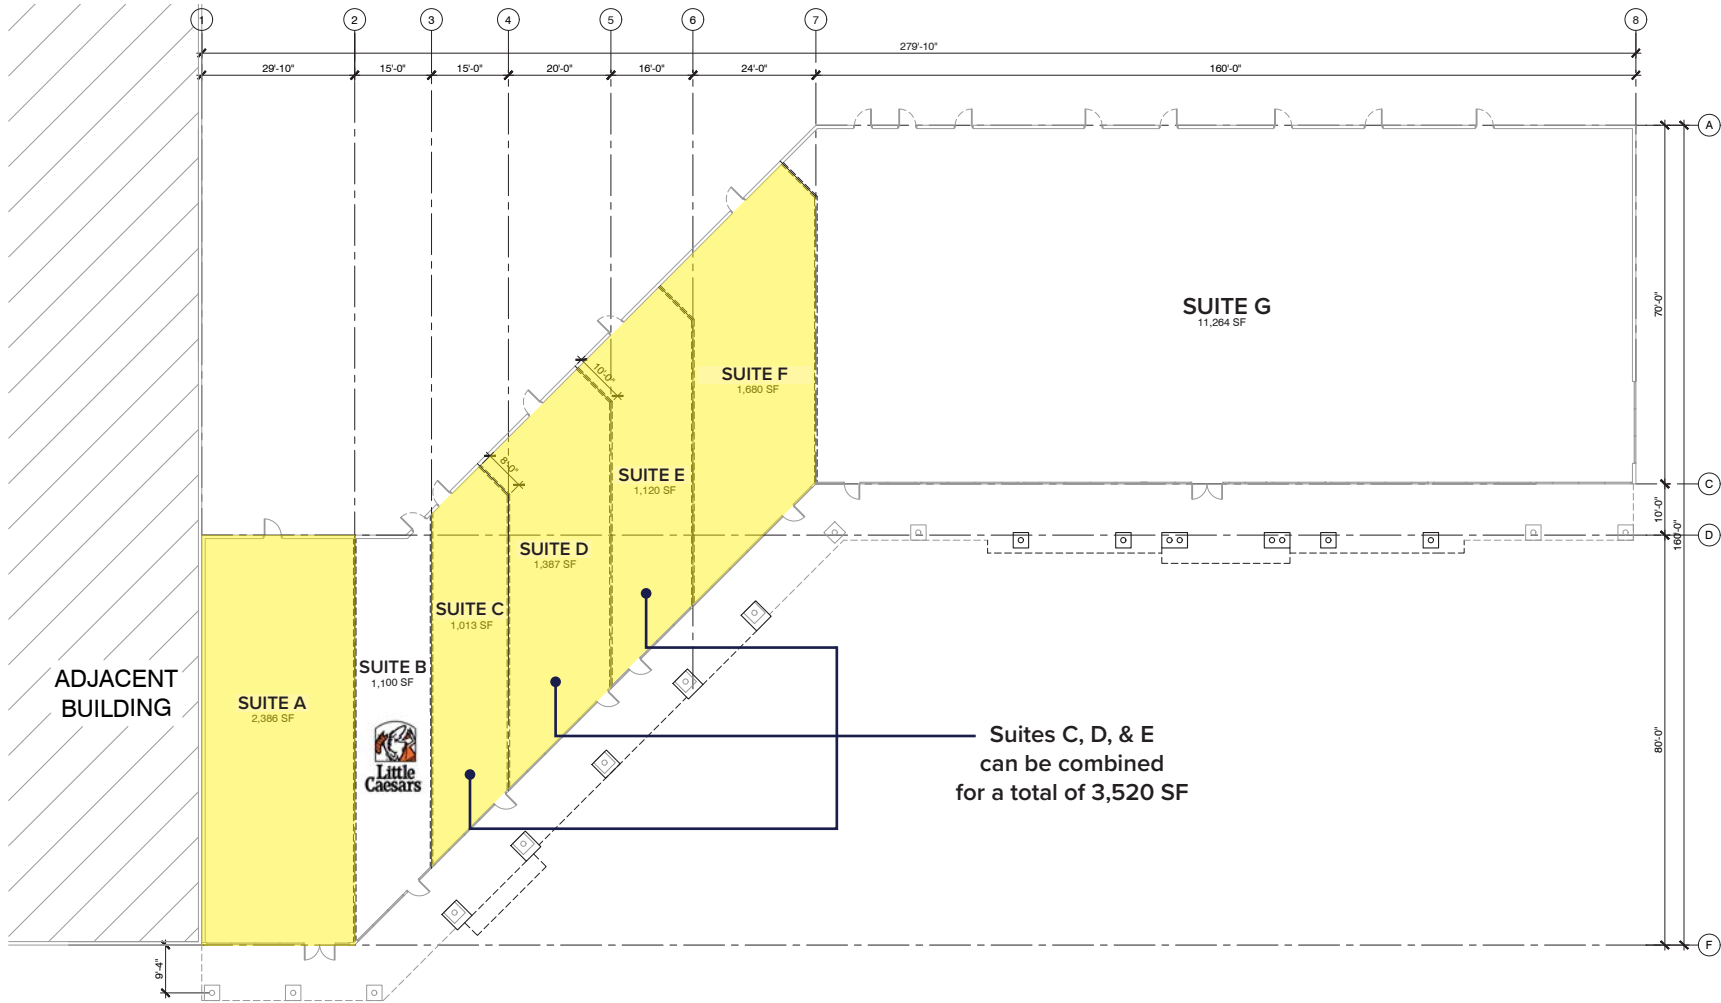 1 2 3 4 5 6 7 8
279'-10"
29'-10" 15'-0" 15'-0" 20'-0" 16'-0" 24'-0" 160'-0"
A
SUITE G
11,264 SF
70'-0"
SUITE F
1,680 SF
10'-0"
8'-0"
SUITE E
1,120 SF
C
10'-0"
160'-0"
D
SUITE D
1,387 SF
SUITE C
1,013 SF
SUITE B
1,100 SF
ADJACENT
BUILDING
SUITE A
2,386 SF
Little
Caesars
Suites C, D, & E
can be combined
for a total of 3,520 SF
80'-0"
F
9'-4"